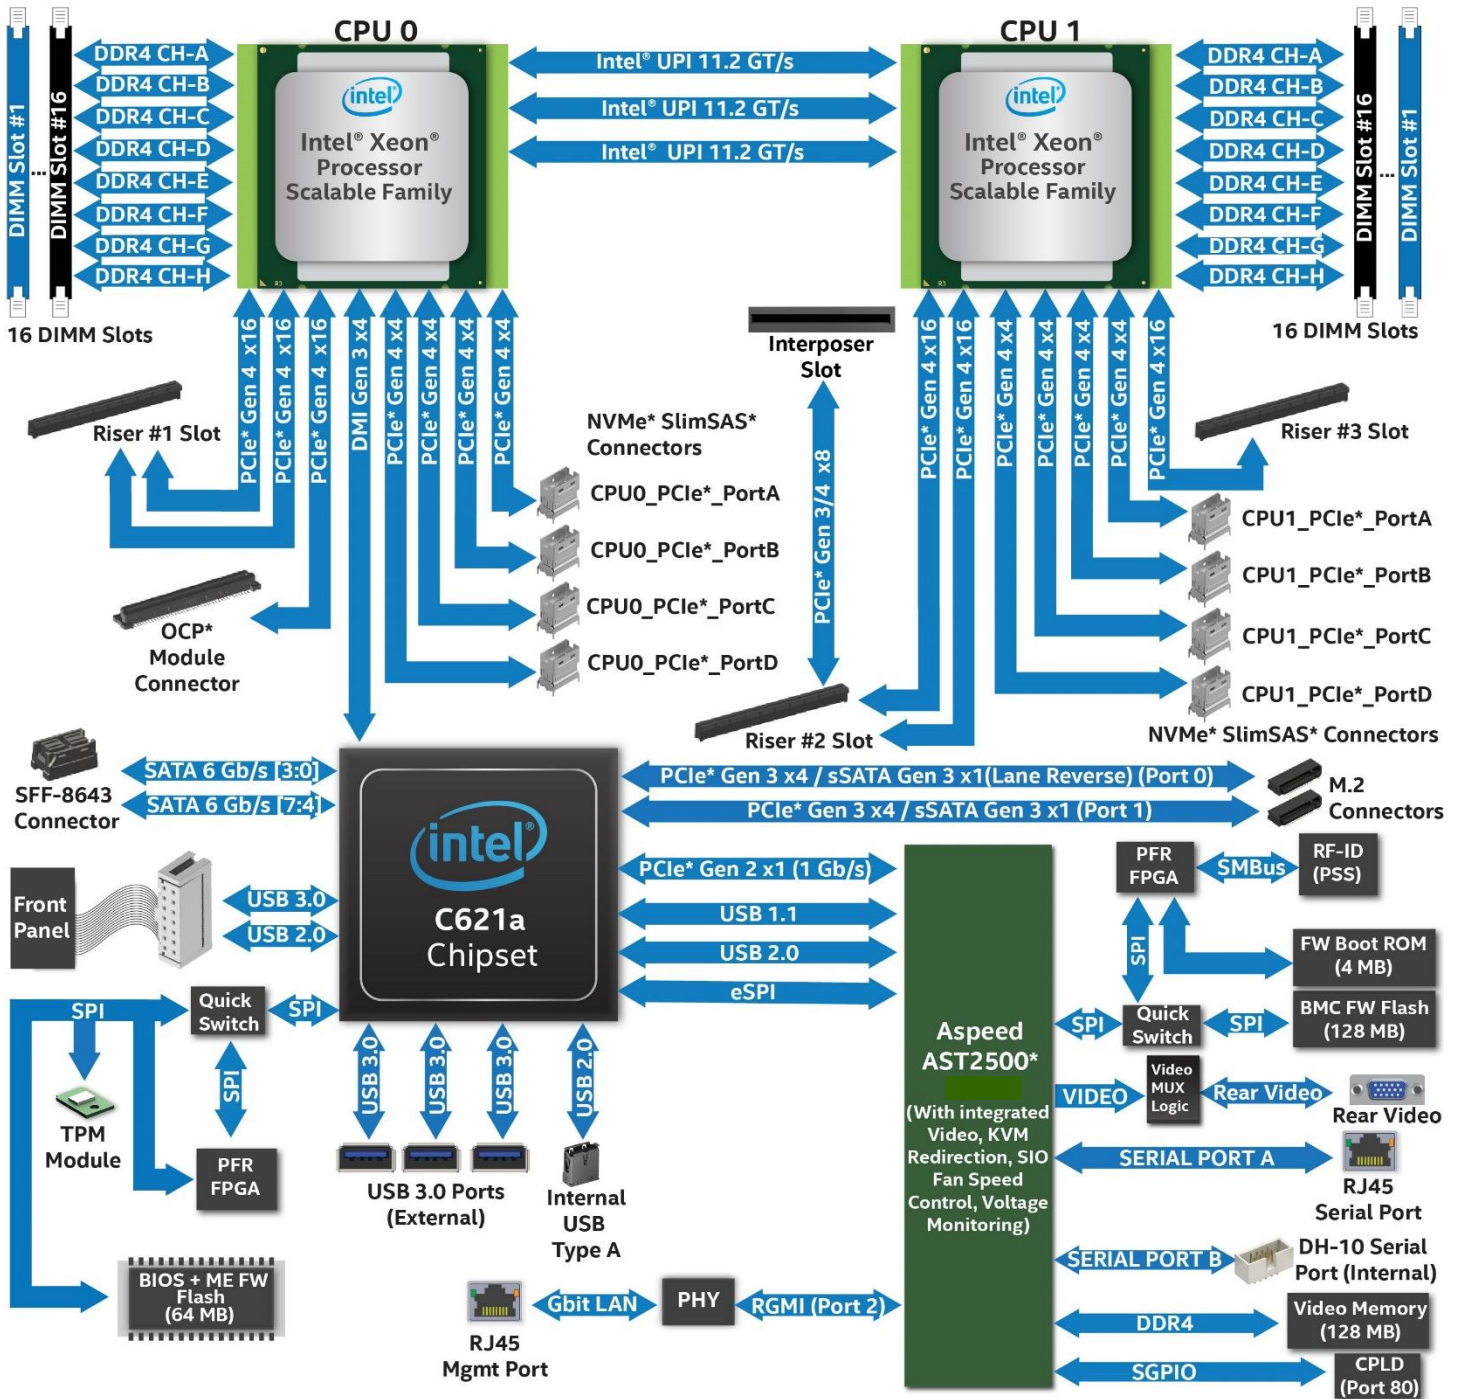 CPU 0
CPU 1
DIMM Slot #1
...
DIMM Slot #16
DDR4 CH-A
DDR4 CH-B
DDR4 CH-C
DDR4 CH-D
DDR4 CH-E
DDR4 CH-F
DDR4 CH-G
DDR4 CH-H
16 DIMM Slots
intel®
Intel® Xeon®
Processor
Scalable Family
R3
Intel® UPI 11.2 GT/s
Intel® UPI 11.2 GT/s
Intel® UPI 11.2 GT/s
intel®
Intel® Xeon®
Processor
Scalable Family
R3
DDR4 CH-A
DDR4 CH-B
DDR4 CH-C
DDR4 CH-D
DDR4 CH-E
DDR4 CH-F
DDR4 CH-G
DDR4 CH-H
DIMM Slot #16
...
DIMM Slot #1
16 DIMM Slots
PCIe* Gen 4 x16
PCIe* Gen 4 x16
PCIe* Gen 4 x16
DMI Gen 3 x4
PCIe* Gen 4 x4
PCIe* Gen 4 x4
PCIe* Gen 4 x4
PCIe* Gen 4 x4
Riser #1 Slot
OCP*
Module
Connector
NVMe* SlimSAS*
Connectors
CPU0_PCIe*_PortA
CPU0_PCIe*_PortB
CPU0_PCIe*_PortC
CPU0_PCIe*_PortD
Interposer
Slot
PCIe* Gen 3/4 x8
Riser #2 Slot
PCIe* Gen 4 x16
PCIe* Gen 4 x16
PCIe* Gen 4 x4
PCIe* Gen 4 x4
PCIe* Gen 4 x4
PCIe* Gen 4 x4
PCIe* Gen 4 x16
Riser #3 Slot
CPU1_PCIe*_PortA
CPU1_PCIe*_PortB
CPU1_PCIe*_PortC
CPU1_PCIe*_PortD
NVMe* SlimSAS* Connectors
SFF-8643
Connector
SATA 6 Gb/s [3:0]
SATA 6 Gb/s [7:4]
intel®
C621a
Chipset
PCIe* Gen 3 x4 / sSATA Gen 3 x1(Lane Reverse) (Port 0)
PCIe* Gen 3 x4 / sSATA Gen 3 x1 (Port 1)
M.2
Connectors
Front
Panel
USB 3.0
USB 2.0
PCIe* Gen 2 x1 (1 Gb/s)
USB 1.1
USB 2.0
eSPI
SPI
Quick
Switch
SPI
SPI
TPM
Module
PFR
FPGA
BIOS + ME FW
Flash
(64 MB)
USB 3.0
USB 3.0
USB 3.0
USB 2.0
USB 3.0 Ports
(External)
Internal
USB
Type A
RJ45
Mgmt Port
Gbit LAN
PHY
RGMI (Port 2)
Aspeed
AST2500*
(With integrated
Video, KVM
Redirection, SIO
Fan Speed
Control, Voltage
Monitoring)
PFR
FPGA
SMBus
RF-ID
(PSS)
SPI
FW Boot ROM
(4 MB)
SPI
Quick
Switch
SPI
BMC FW Flash
(128 MB)
VIDEO
Video
MUX
Logic
Rear Video
Rear Video
SERIAL PORT A
RJ45
Serial Port
SERIAL PORT B
DH-10 Serial
Port (Internal)
DDR4
Video Memory
(128 MB)
SGPIO
CPLD
(Port 80)